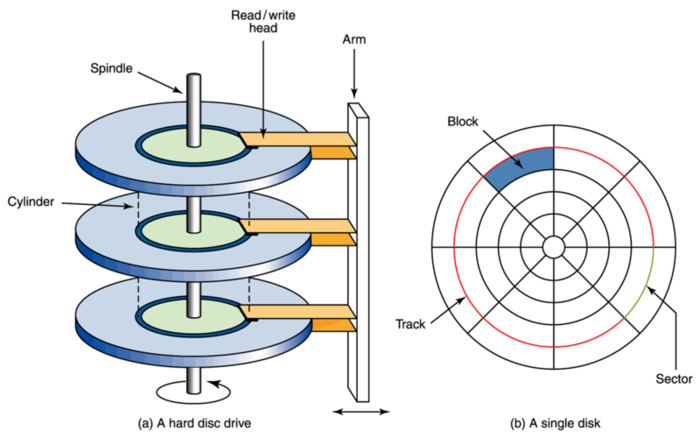 Read/write
head
Arm
Spindle
Block
Cylinder
Track
Sector
(a) A hard disc drive
(b) A single disk